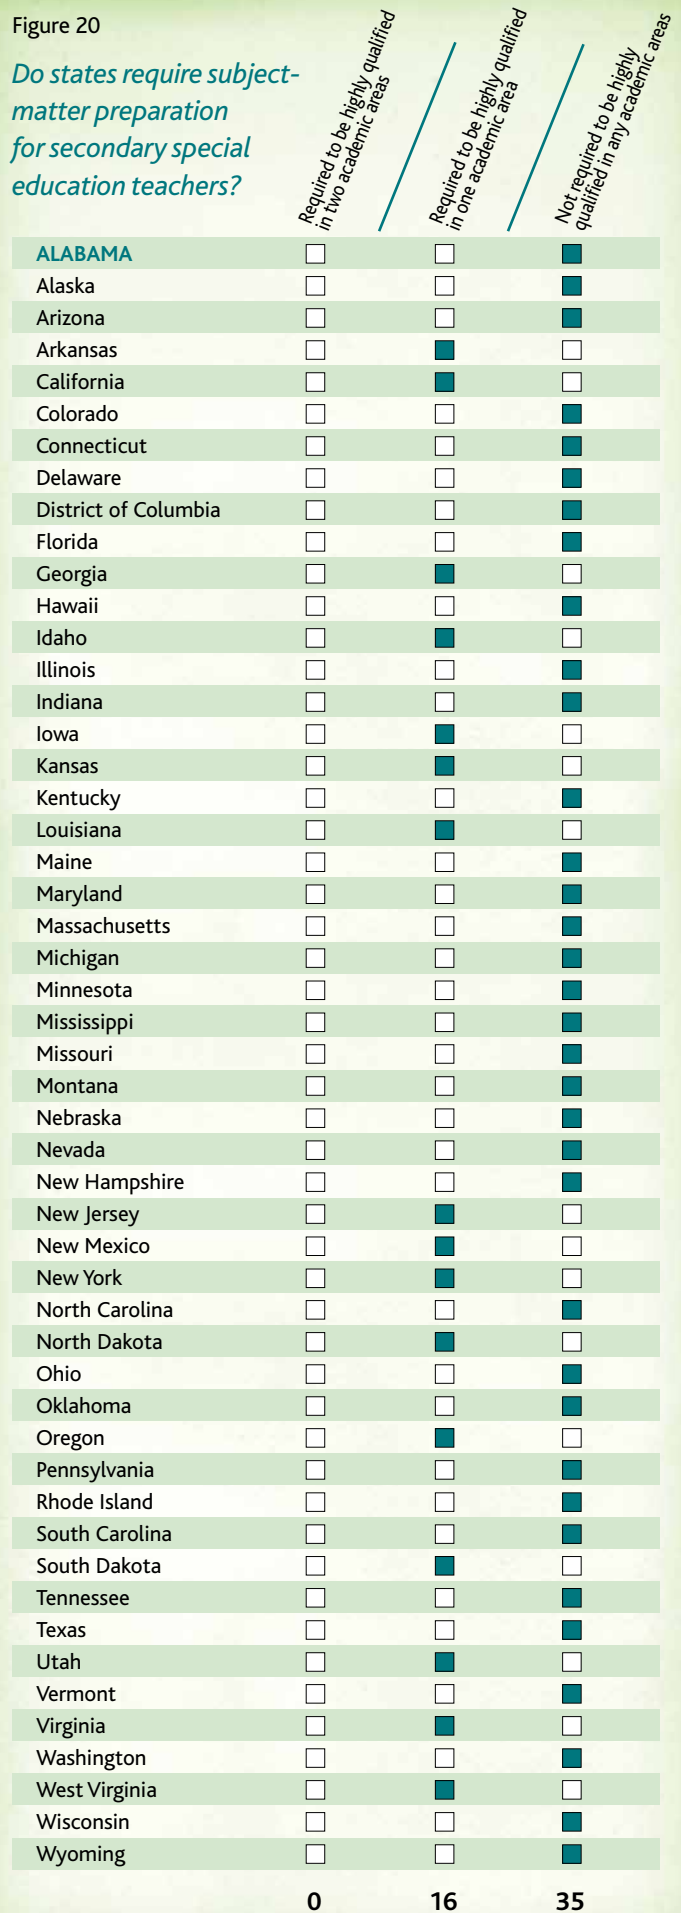 Figure 20
Do states require subject-
matter preparation
for secondary special
education teachers?
Required to be highly qualified
in two academic areas
Required to be highly qualified
in one academic area
Not required to be highly
qualified in any academic areas
ALABAMA
Alaska
Arizona
Arkansas
California
Colorado
Connecticut
Delaware
District of Columbia
Florida
Georgia
Hawaii
Idaho
Illinois
Indiana
Iowa
Kansas
Kentucky
Louisiana
Maine
Maryland
Massachusetts
Michigan
Minnesota
Mississippi
Missouri
Montana
Nebraska
Nevada
New Hampshire
New Jersey
New Mexico
New York
North Carolina
North Dakota
Ohio
Oklahoma
Oregon
Pennsylvania
Rhode Island
South Carolina
South Dakota
Tennessee
Texas
Utah
Vermont
Virginia
Washington
West Virginia
Wisconsin
Wyoming
0 16 35